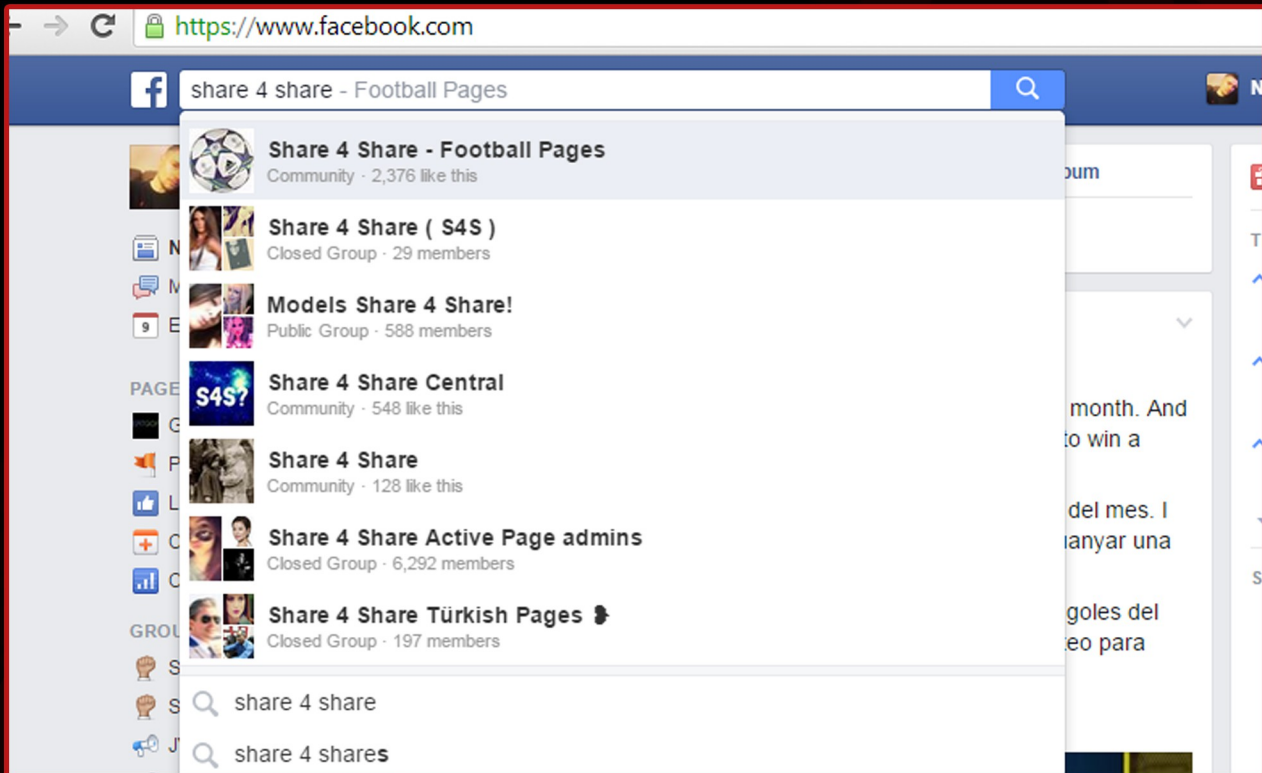 https://www.facebook.com
f share 4 share - Football Pages N
Share 4 Share - Football Pages
Community · 2,376 like this
Share 4 Share ( S4S )
Closed Group · 29 members
Models Share 4 Share!
Public Group · 588 members
S4S?
Share 4 Share Central
Community · 548 like this
Share 4 Share
Community · 128 like this
Share 4 Share Active Page admins
Closed Group · 6,292 members
Share 4 Share Türkish Pages
Closed Group · 197 members
share 4 share
share 4 shares
N
M
9 E
PAGE
G
P
L
C
C
GROU
S
S
J
month. And
to win a
del mes. I
goles del
para
una
T
S